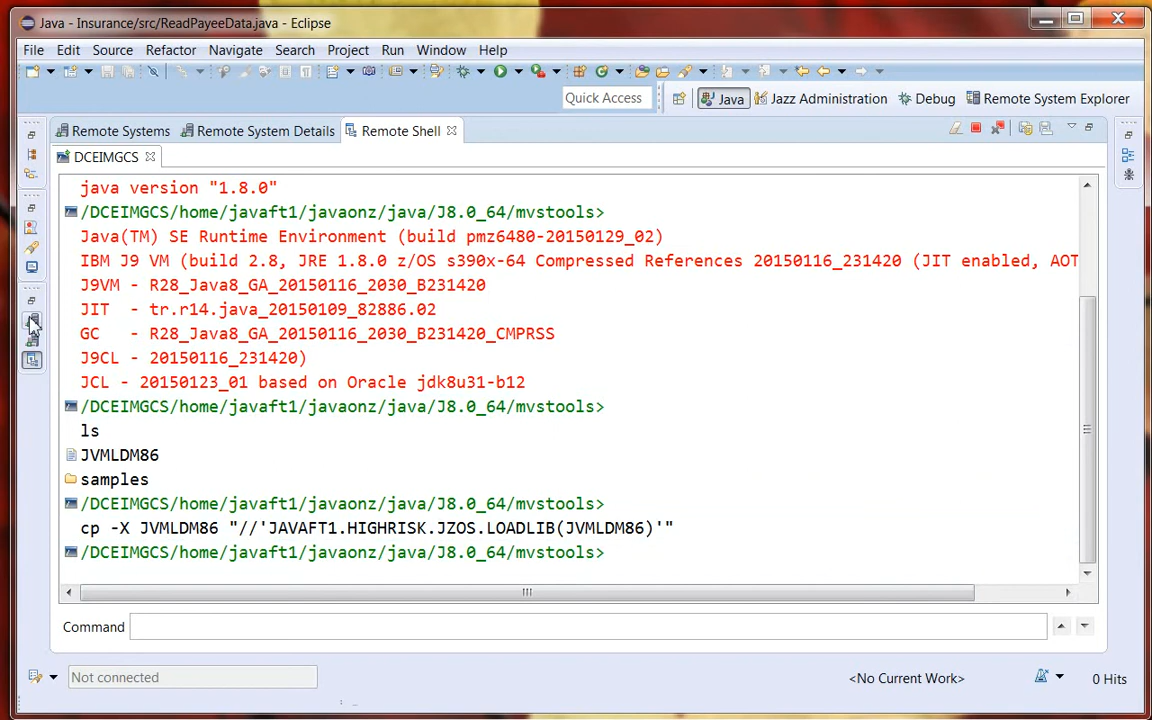 Java - Insurance/src/ReadPayeeData.java - Eclipse
File Edit Source Refactor Navigate Search Project Run Window Help
Quick Access Java Jazz Administration Debug Remote System Explorer
Remote Systems Remote System Details Remote Shell
DCEIMGCS
java version "1.8.0"
/DCEIMGCS/home/javaft1/javaonz/java/J8.0_64/mvstools>
Java(TM) SE Runtime Environment (build pmz6480-20150129_02)
IBM J9 VM (build 2.8, JRE 1.8.0 z/OS s390x-64 Compressed References 20150116_231420 (JIT enabled, AOT
J9VM - R28_Java8_GA_20150116_2030_B231420
JIT - tr.r14.java_20150109_82886.02
GC - R28_Java8_GA_20150116_2030_B231420_CMPRSS
J9CL - 20150116_231420)
JCL - 20150123_01 based on Oracle jdk8u31-b12
/DCEIMGCS/home/javaft1/javaonz/java/J8.0_64/mvstools>
ls
JVMLDM86
samples
/DCEIMGCS/home/javaft1/javaonz/java/J8.0_64/mvstools>
cp -X JVMLDM86 "//'JAVAFT1.HIGHRISK.JZOS.LOADLIB(JVMLDM86)'"
/DCEIMGCS/home/javaft1/javaonz/java/J8.0_64/mvstools>
Command
Not connected <No Current Work> 0 Hits